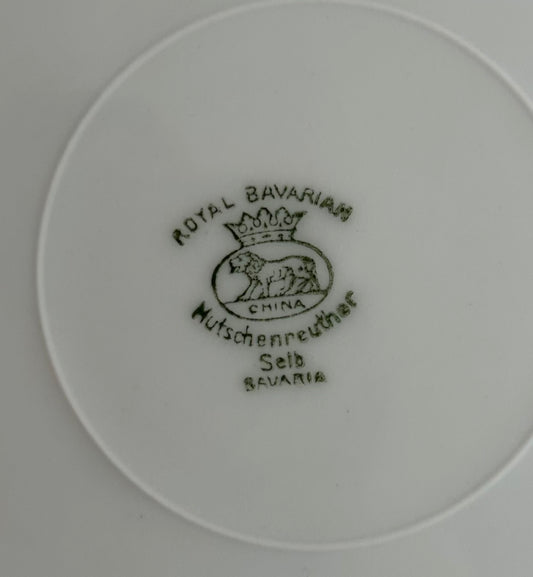 ROYAL BAVARIAN
CHINA
Hutschenreuther
Selb
BAVARIA